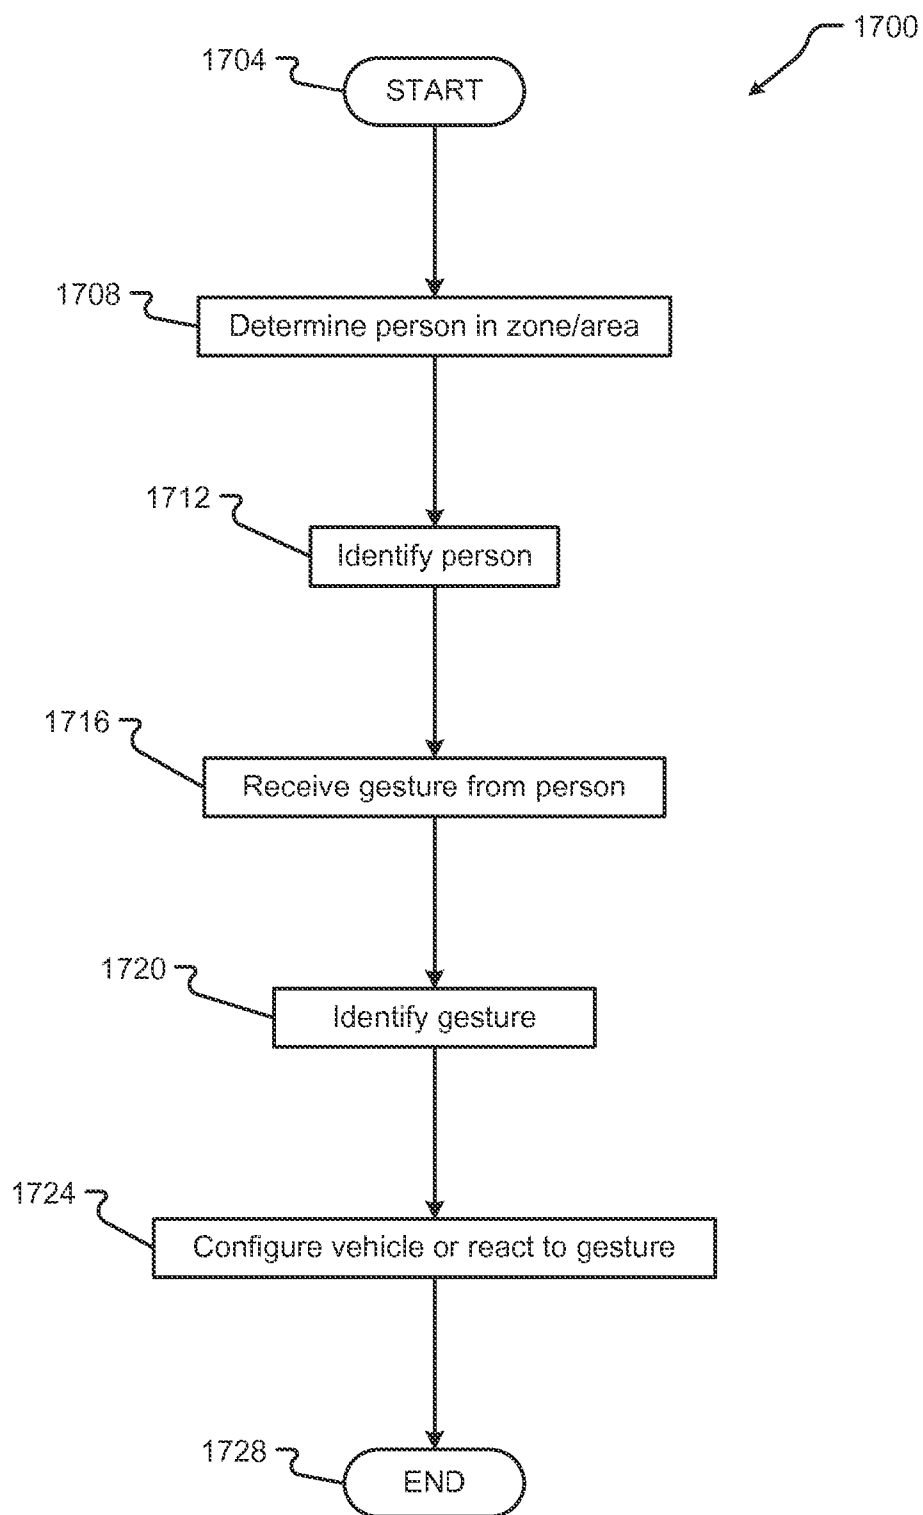 1700
1704
START
1708
Determine person in zone/area
1712
Identify person
1716
Receive gesture from person
1720
Identify gesture
1724
Configure vehicle or react to gesture
1728
END